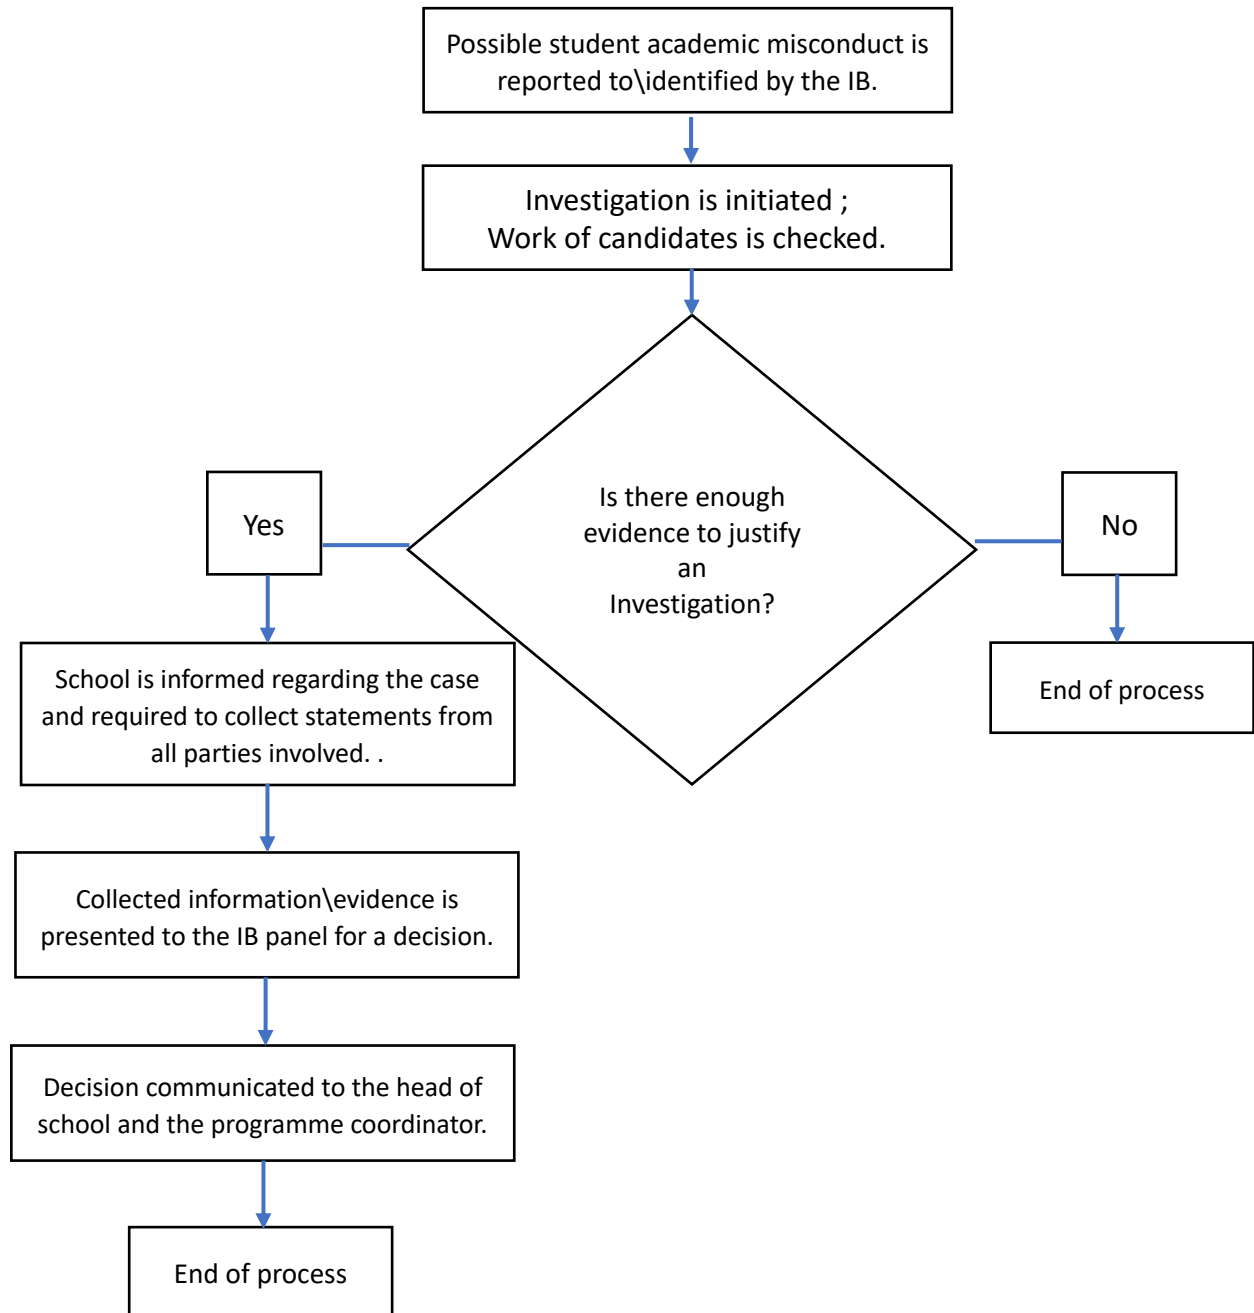 Possible student academic misconduct is
reported to\identified by the IB.
Investigation is initiated ;
Work of candidates is checked.
Is there enough
evidence to justify
an
Investigation?
Yes
No
School is informed regarding the case
and required to collect statements from
all parties involved. .
End of process
Collected information\evidence is
presented to the IB panel for a decision.
Decision communicated to the head of
school and the programme coordinator.
End of process